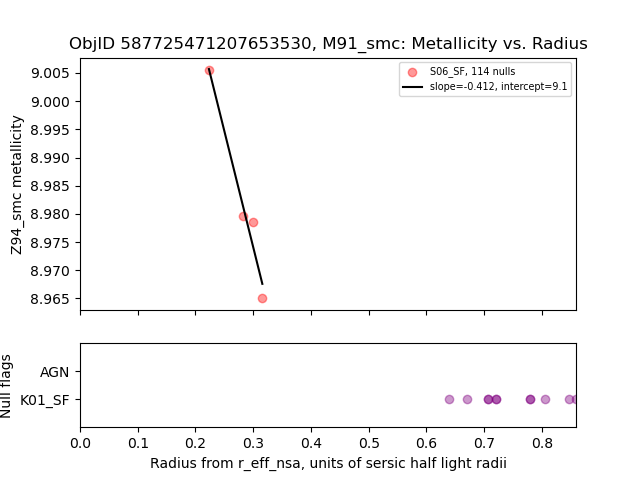 ObjID 587725471207653530, M91_smc: Metallicity vs. Radius
S06_SF, 114 nulls
slope=-0.412, intercept=9.1
Z94_smc metallicity
9.005
9.000
8.995
8.990
8.985
8.980
8.975
8.970
8.965
Null flags
AGN
K01_SF
0.0 0.1 0.2 0.3 0.4 0.5 0.6 0.7 0.8
Radius from r_eff_nsa, units of sersic half light radii